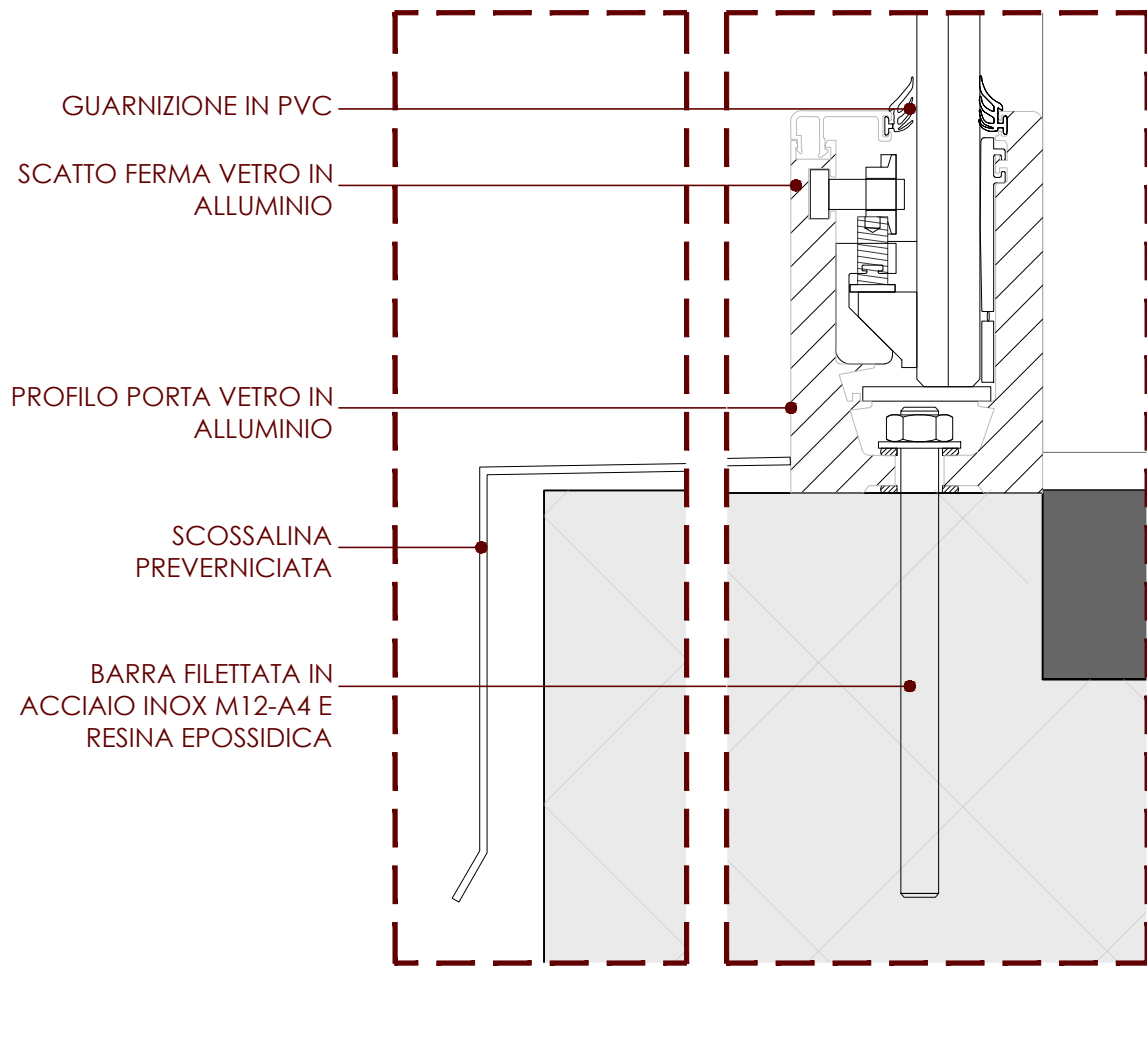 GUARNIZIONE IN PVC
SCATTO FERMA VETRO IN
ALLUMINIO
PROFILO PORTA VETRO IN
ALLUMINIO
SCOSSALINA
PREVERNICIATA
BARRA FILETTATA IN
ACCIAIO INOX M12-A4 E
RESINA EPOSSIDICA